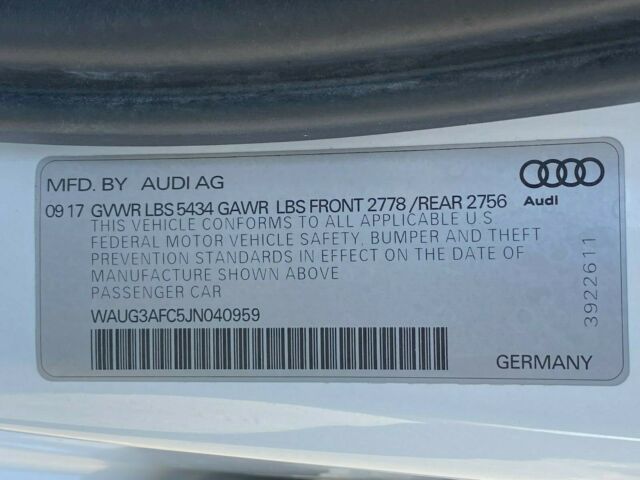 MFD. BY AUDI AG
09 17 GVWR LBS 5434 GAWR LBS FRONT 2778 /REAR 2756
THIS VEHICLE CONFORMS TO ALL APPLICABLE U S
FEDERAL MOTOR VEHICLE SAFETY, BUMPER AND THEFT
PREVENTION STANDARDS IN EFFECT ON THE DATE OF
MANUFACTURE SHOWN ABOVE
PASSENGER CAR
WAUG3AFC5JN040959
Audi
3922611
GERMANY